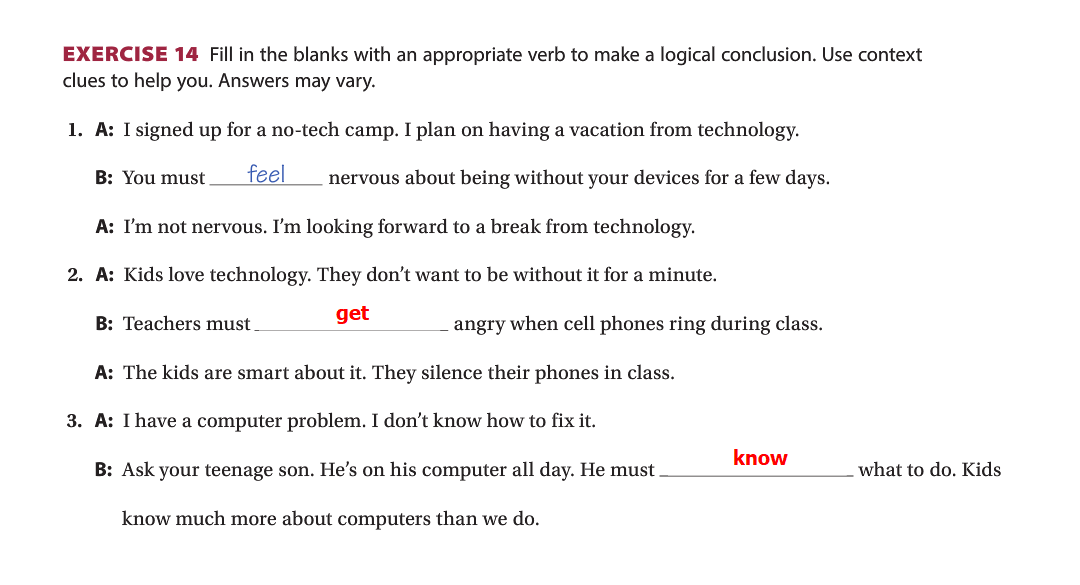 EXERCISE 14 Fill in the blanks with an appropriate verb to make a logical conclusion. Use context
clues to help you. Answers may vary.
1. A: I signed up for a no-tech camp. I plan on having a vacation from technology.
B: You must feel nervous about being without your devices for a few days.
A: I’m not nervous. I’m looking forward to a break from technology.
2. A: Kids love technology. They don’t want to be without it for a minute.
B: Teachers must get angry when cell phones ring during class.
A: The kids are smart about it. They silence their phones in class.
3. A: I have a computer problem. I don’t know how to fix it.
B: Ask your teenage son. He’s on his computer all day. He must know what to do. Kids
know much more about computers than we do.